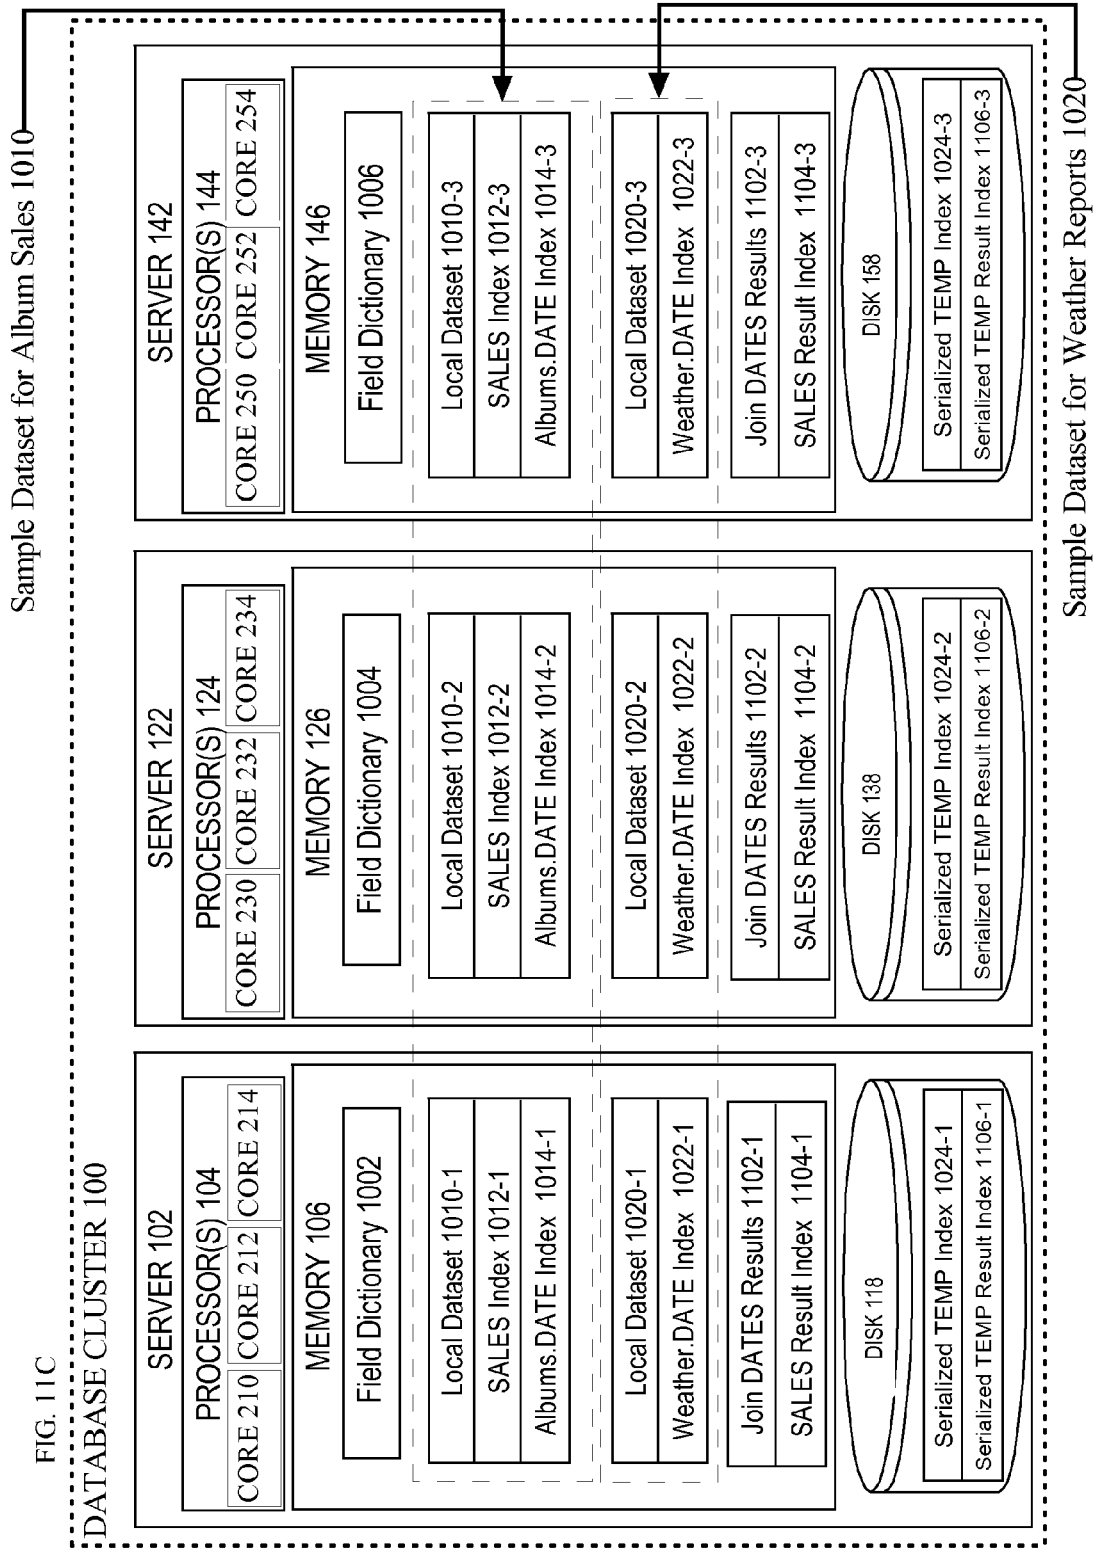 FIG. 11C
Sample Dataset for Album Sales 1010
DATABASE CLUSTER 100
SERVER 102
PROCESSOR(S) 104
CORE 210
CORE 212
CORE 214
MEMORY 106
Field Dictionary 1002
Local Dataset 1010-1
SALES Index 1012-1
Albums.DATE Index 1014-1
Local Dataset 1020-1
Weather.DATE Index 1022-1
Join DATES Results 1102-1
SALES Result Index 1104-1
DISK 118
Serialized TEMP Index 1024-1
Serialized TEMP Result Index 1106-1
SERVER 122
PROCESSOR(S) 124
CORE 230
CORE 232
CORE 234
MEMORY 126
Field Dictionary 1004
Local Dataset 1010-2
SALES Index 1012-2
Albums.DATE Index 1014-2
Local Dataset 1020-2
Weather.DATE Index 1022-2
Join DATES Results 1102-2
SALES Result Index 1104-2
DISK 138
Serialized TEMP Index 1024-2
Serialized TEMP Result Index 1106-2
SERVER 142
PROCESSOR(S) 144
CORE 250
CORE 252
CORE 254
MEMORY 146
Field Dictionary 1006
Local Dataset 1010-3
SALES Index 1012-3
Albums.DATE Index 1014-3
Local Dataset 1020-3
Weather.DATE Index 1022-3
Join DATES Results 1102-3
SALES Result Index 1104-3
DISK 158
Serialized TEMP Index 1024-3
Serialized TEMP Result Index 1106-3
Sample Dataset for Weather Reports 1020